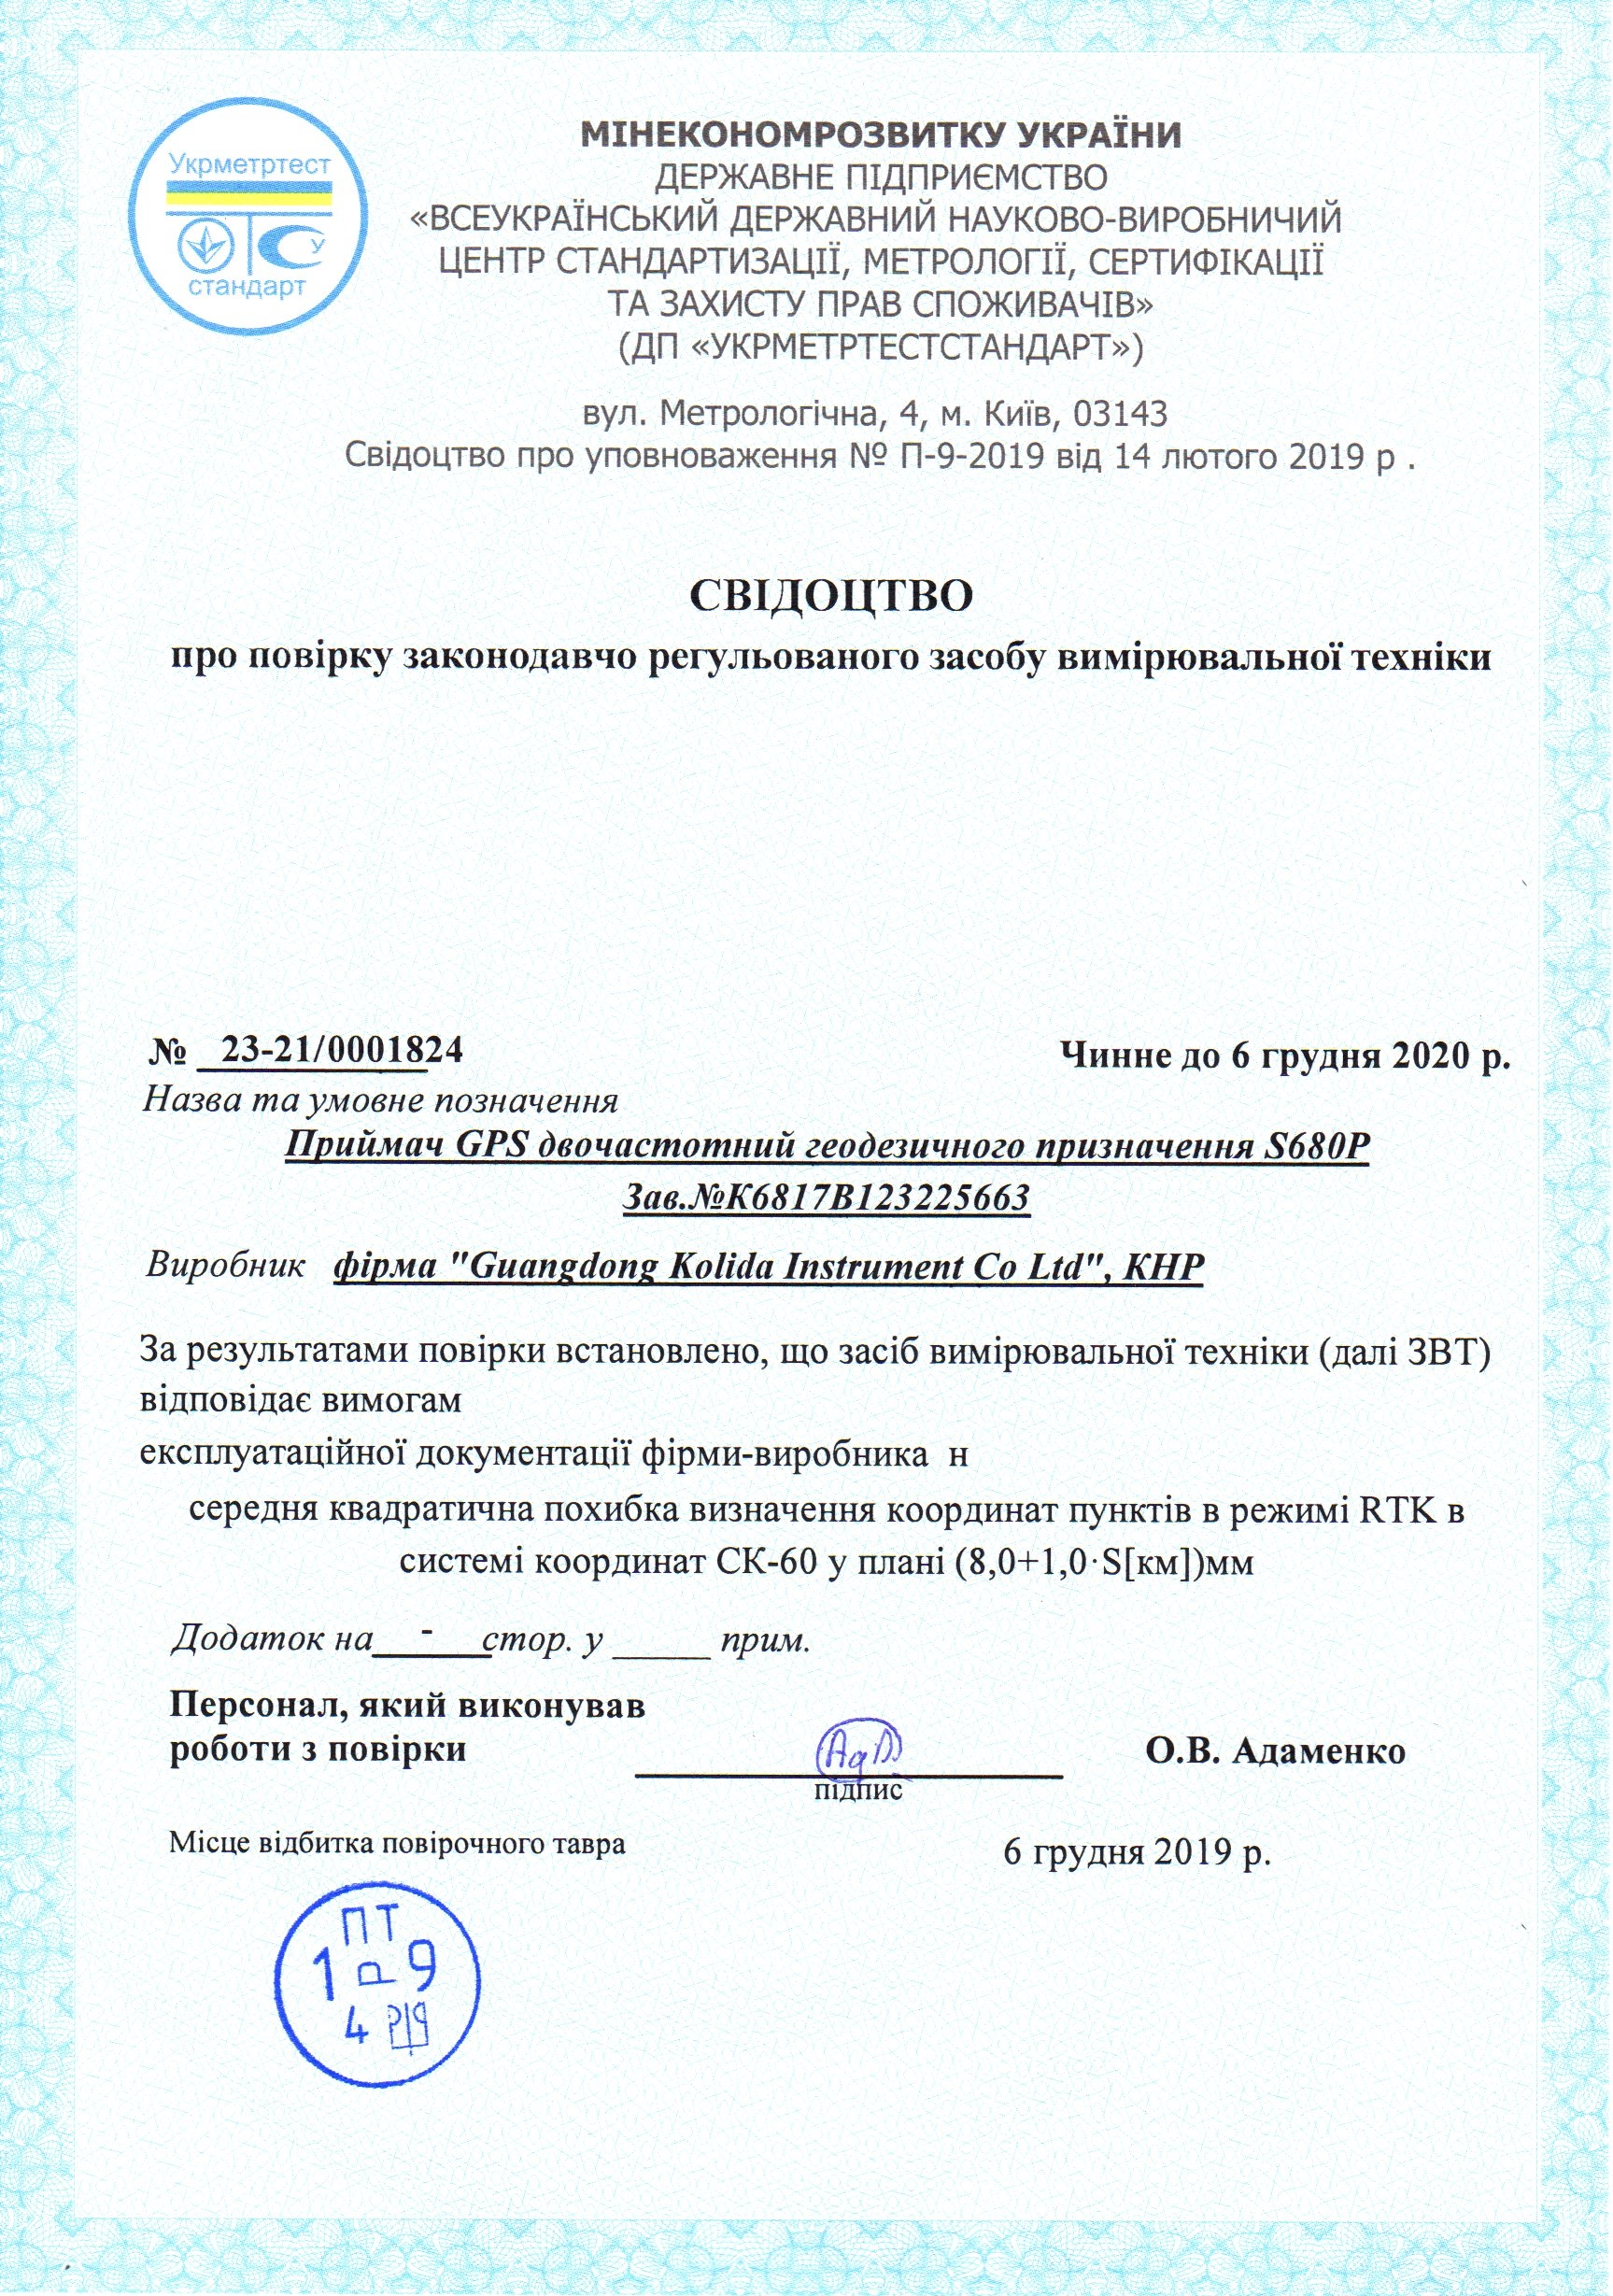 Укрметртест
У
стандарт
МІНЕКОНОМРОЗВИТКУ УКРАЇНИ
ДЕРЖАВНЕ ПІДПРИЄМСТВО
«ВСЕУКРАЇНСЬКИЙ ДЕРЖАВНИЙ НАУКОВО-ВИРОБНИЧИЙ
ЦЕНТР СТАНДАРТИЗАЦІЇ, МЕТРОЛОГІЇ, СЕРТИФІКАЦІЇ
ТА ЗАХИСТУ ПРАВ СПОЖИВАЧІВ»
(ДП «УКРМЕТРТЕСТСТАНДАРТ»)
вул. Метрологічна, 4, м. Київ, 03143
Свідоцтво про уповноваження № П-9-2019 від 14 лютого 2019 р .
СВІДОЦТВО
про повірку законодавчо регульованого засобу вимірювальної техніки
№ 23-21/0001824 Чинне до 6 грудня 2020 р.
Назва та умовне позначення
Приймач GPS двочастотний геодезичного призначення S680P
Зав.№K6817B123225663
Виробник фірма "Guangdong Kolida Instrument Co Ltd", КНР
За результатами повірки встановлено, що засіб вимірювальної техніки (далі ЗВТ)
відповідає вимогам
експлуатаційної документації фірми-виробника н
середня квадратична похибка визначення координат пунктів в режимі RTK в
системі координат СК-60 у плані (8,0+1,0·S[км])мм
Додаток на - стор. у _____ прим.
Персонал, який виконував
роботи з повірки О.В. Адаменко
підпис
Місце відбитка повірочного тавра 6 грудня 2019 р.
ПТ
1 Р 9
4